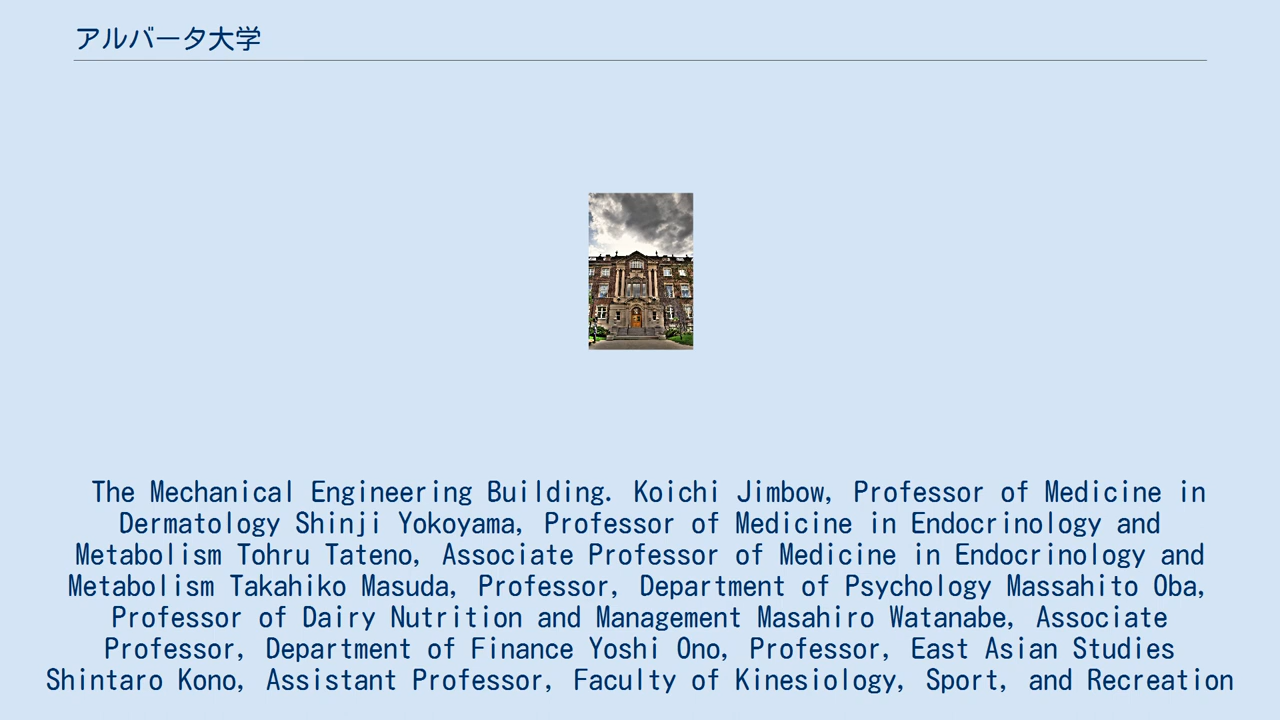 アルバータ大学
The Mechanical Engineering Building. Koichi Jimbow, Professor of Medicine in
Dermatology Shinji Yokoyama, Professor of Medicine in Endocrinology and
Metabolism Tohru Tateno, Associate Professor of Medicine in Endocrinology and
Metabolism Takahiko Masuda, Professor, Department of Psychology Massahito Oba,
Professor of Dairy Nutrition and Management Masahiro Watanabe, Associate
Professor, Department of Finance Yoshi Ono, Professor, East Asian Studies
Shintaro Kono, Assistant Professor, Faculty of Kinesiology, Sport, and Recreation